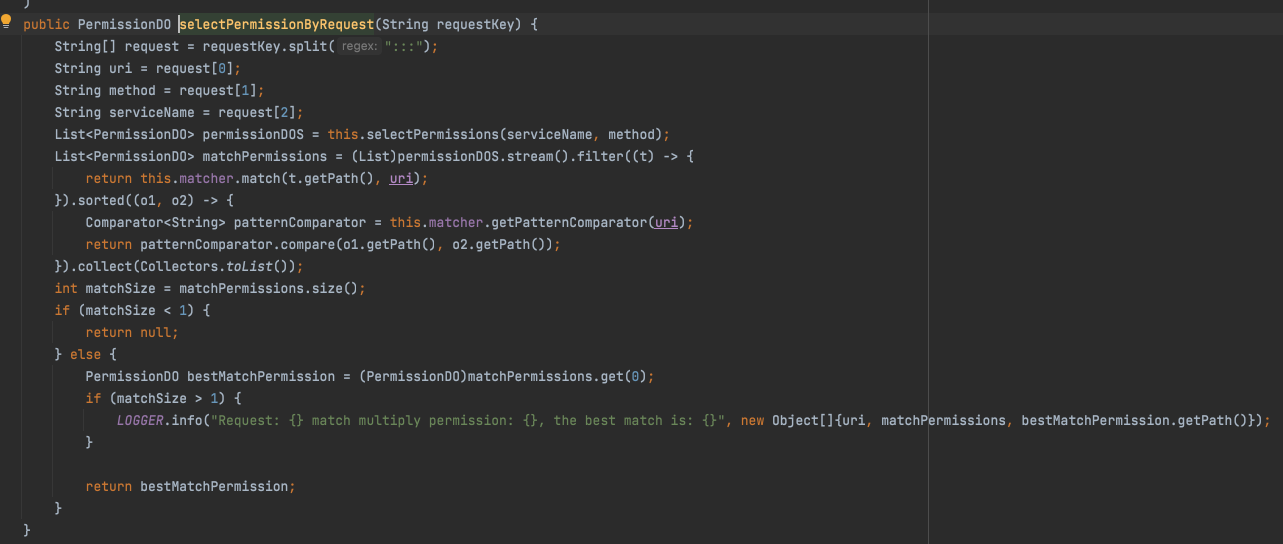 }
public PermissionDO selectPermissionByRequest(String requestKey) {
    String[] request = requestKey.split( regex: ":::");
    String uri = request[0];
    String method = request[1];
    String serviceName = request[2];
    List<PermissionDO> permissionDOS = this.selectPermissions(serviceName, method);
    List<PermissionDO> matchPermissions = (List)permissionDOS.stream().filter((t) -> {
        return this.matcher.match(t.getPath(), uri);
    }).sorted((o1, o2) -> {
        Comparator<String> patternComparator = this.matcher.getPatternComparator(uri);
        return patternComparator.compare(o1.getPath(), o2.getPath());
    }).collect(Collectors.toList());
    int matchSize = matchPermissions.size();
    if (matchSize < 1) {
        return null;
    } else {
        PermissionDO bestMatchPermission = (PermissionDO)matchPermissions.get(0);
        if (matchSize > 1) {
            LOGGER.info("Request: {} match multiply permission: {}, the best match is: {}", new Object[]{uri, matchPermissions, bestMatchPermission.getPath()});
        }

        return bestMatchPermission;
    }
}